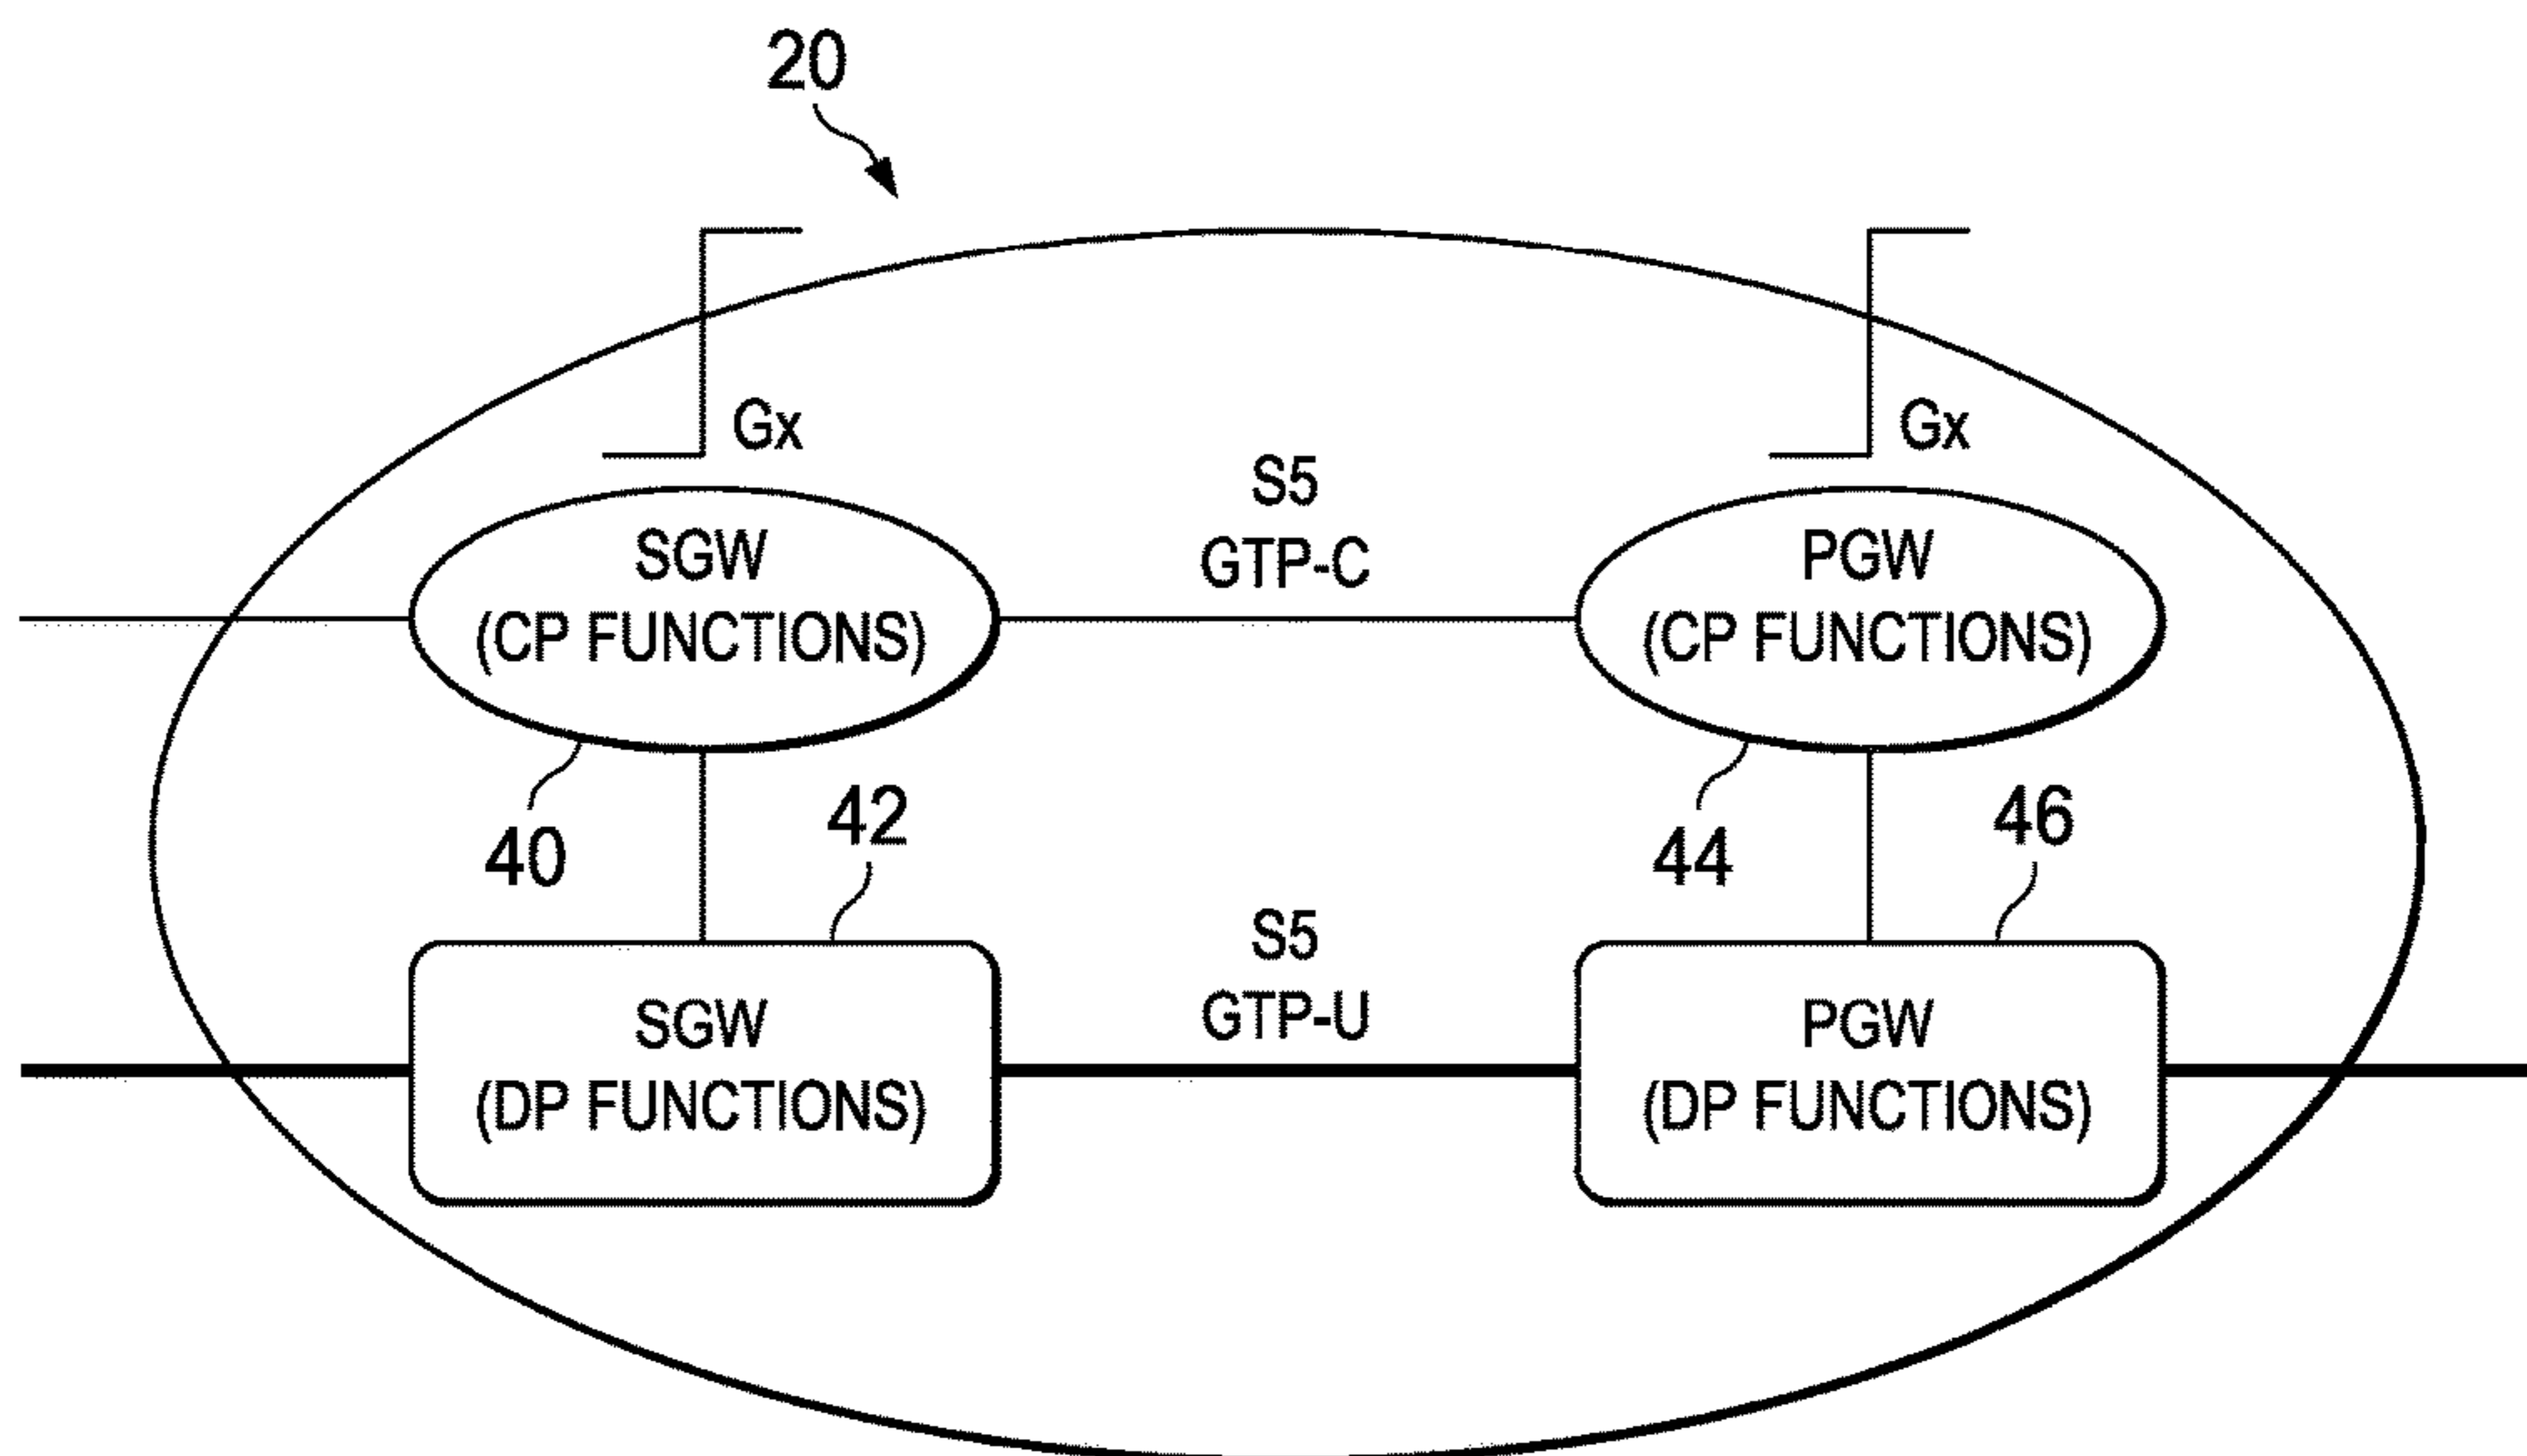 20
Gx
Gx
S5
GTP-C
SGW
(CP FUNCTIONS)
PGW
(CP FUNCTIONS)
40
42
44
46
S5
GTP-U
SGW
(DP FUNCTIONS)
PGW
(DP FUNCTIONS)